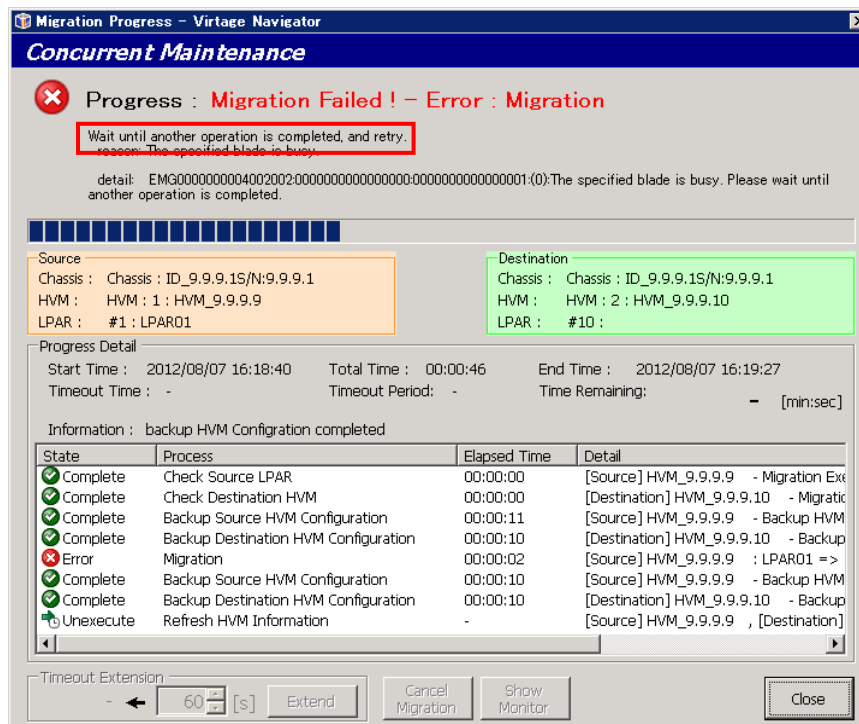 Migration Progress - Virtage Navigator
Concurrent Maintenance
Progress : Migration Failed ! - Error : Migration
Wait until another operation is completed, and retry.
reason: The specified blade is busy.
detail: EMG0000000004002002:0000000000000000:0000000000000001:(0):The specified blade is busy. Please wait until
another operation is completed.
Source
Chassis : Chassis : ID_9.9.9.1S/N:9.9.9.1
HVM : HVM : 1 : HVM_9.9.9.9
LPAR : #1 : LPAR01
Destination
Chassis : Chassis : ID_9.9.9.1S/N:9.9.9.1
HVM : HVM : 2 : HVM_9.9.9.10
LPAR : #10 :
Progress Detail
Start Time : 2012/08/07 16:18:40 Total Time : 00:00:46 End Time : 2012/08/07 16:19:27
Timeout Time : - Timeout Period: - Time Remaining:
- [min:sec]
Information : backup HVM Configration completed
State Process Elapsed Time Detail
Complete Check Source LPAR 00:00:00 [Source] HVM_9.9.9.9 - Migration Exe
Complete Check Destination HVM 00:00:00 [Destination] HVM_9.9.9.10 - Migratic
Complete Backup Source HVM Configuration 00:00:11 [Source] HVM_9.9.9.9 - Backup HVM
Complete Backup Destination HVM Configuration 00:00:10 [Destination] HVM_9.9.9.10 - Backup
Error Migration 00:00:02 [Source] HVM_9.9.9.9 : LPAR01 =>
Complete Backup Source HVM Configuration 00:00:10 [Source] HVM_9.9.9.9 - Backup HVM
Complete Backup Destination HVM Configuration 00:00:10 [Destination] HVM_9.9.9.10 - Backup
Unexecute Refresh HVM Information - [Source] HVM_9.9.9.9 , [Destination]
Timeout Extension
- 60 [s] Extend
Cancel
Migration
Show
Monitor
Close